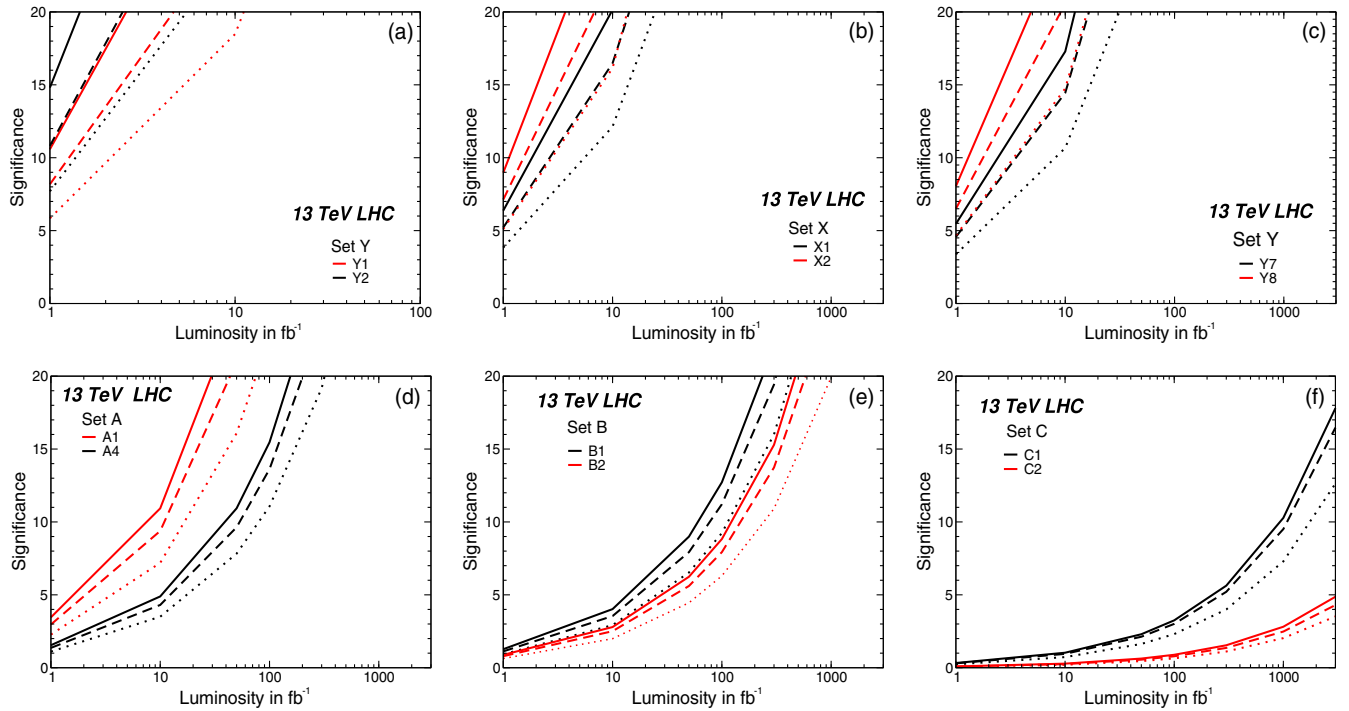 20
15
10
5
0
Significance
(a)
13 TeV LHC
Set Y
Y1
Y2
1
10
100
Luminosity in fb-1
20
15
10
5
0
Significance
(b)
13 TeV LHC
Set X
X1
X2
1
10
100
1000
Luminosity in fb-1
20
15
10
5
0
Significance
(c)
13 TeV LHC
Set Y
Y7
Y8
1
10
100
1000
Luminosity in fb-1
20
15
10
5
0
Significance
13 TeV LHC
(d)
Set A
A1
A4
1
10
100
1000
Luminosity in fb-1
20
15
10
5
0
Significance
13 TeV LHC
(e)
Set B
B1
B2
1
10
100
1000
Luminosity in fb-1
20
15
10
5
0
Significance
13 TeV LHC
(f)
Set C
C1
C2
1
10
100
1000
Luminosity in fb-1